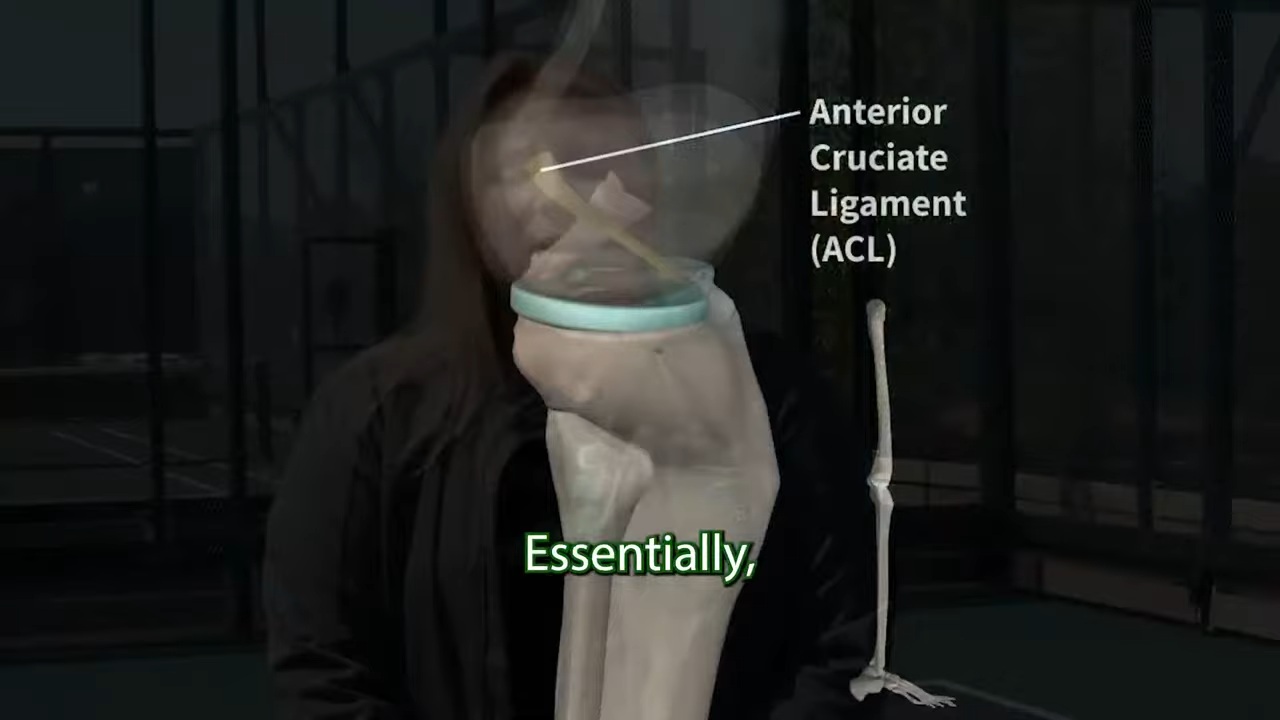 Anterior
Cruciate
Ligament
(ACL)
Essentially,